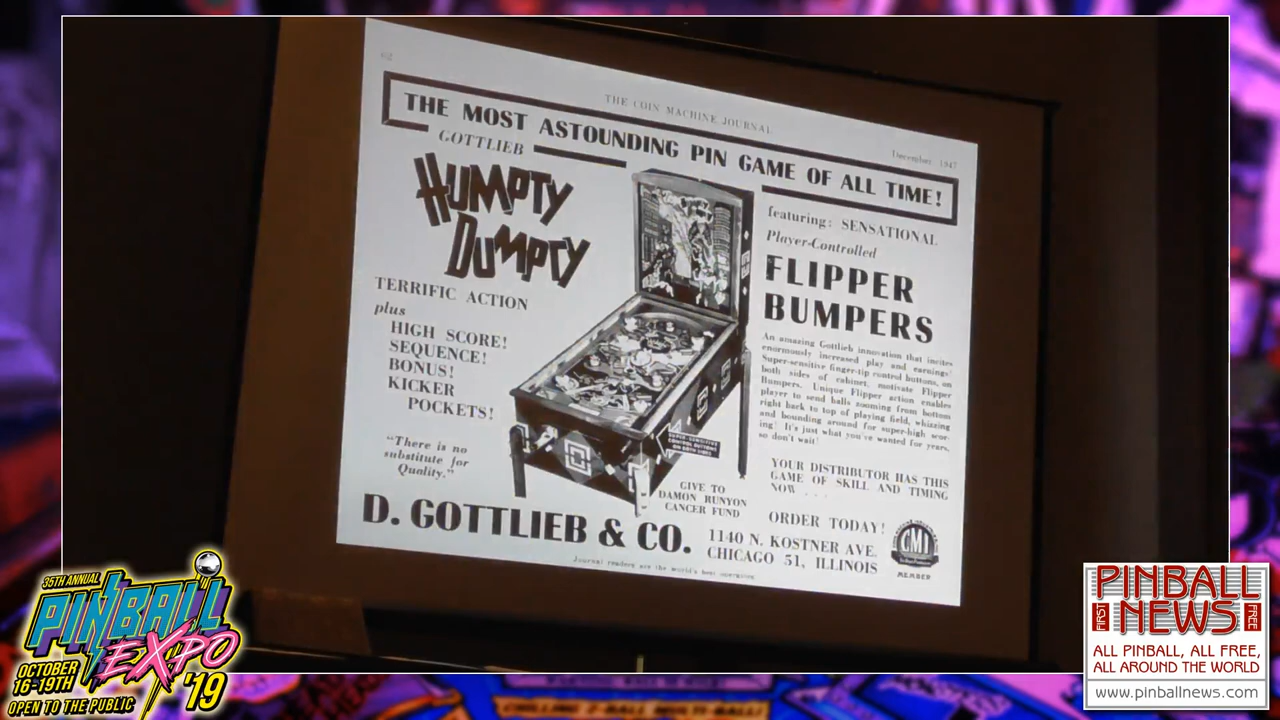 62
THE COIN MACHINE JOURNAL
December 1947
THE MOST ASTOUNDING PIN GAME OF ALL TIME!
GOTTLIEB
HUMPTY
DUMPTY
TERRIFIC ACTION
plus
HIGH SCORE!
SEQUENCE!
BONUS!
KICKER
POCKETS!
"There is no
substitute for
Quality."
featuring: SENSATIONAL
Player-Controlled
FLIPPER
BUMPERS
An amazing Gottlieb innovation that incites
enormously increased play and earnings!
Super-sensitive finger-tip control buttons, on
both sides of cabinet, motivate Flipper
Bumpers. Unique Flipper action enables
player to send balls zooming from bottom
right back to top of playing field, whizzing
and bounding around for super-high scor-
ing! It's just what you've wanted for years,
so don't wait!
SUPER-SENSITIVE
CONTROL BUTTONS
ON BOTH SIDES
GIVE TO
DAMON RUNYON
CANCER FUND
YOUR DISTRIBUTOR HAS THIS
GAME OF SKILL AND TIMING
NOW . . .
ORDER TODAY!
D. GOTTLIEB & CO.
1140 N. KOSTNER AVE.
CHICAGO 51, ILLINOIS
CMI
MEMBER
Journal readers are the world's best operators
35TH ANNUAL
PINBALL
EXPO
OCTOBER
16-19TH
'19
OPEN TO THE PUBLIC
PINBALL
FIRST NEWS FREE
ALL PINBALL, ALL FREE,
ALL AROUND THE WORLD
www.pinballnews.com